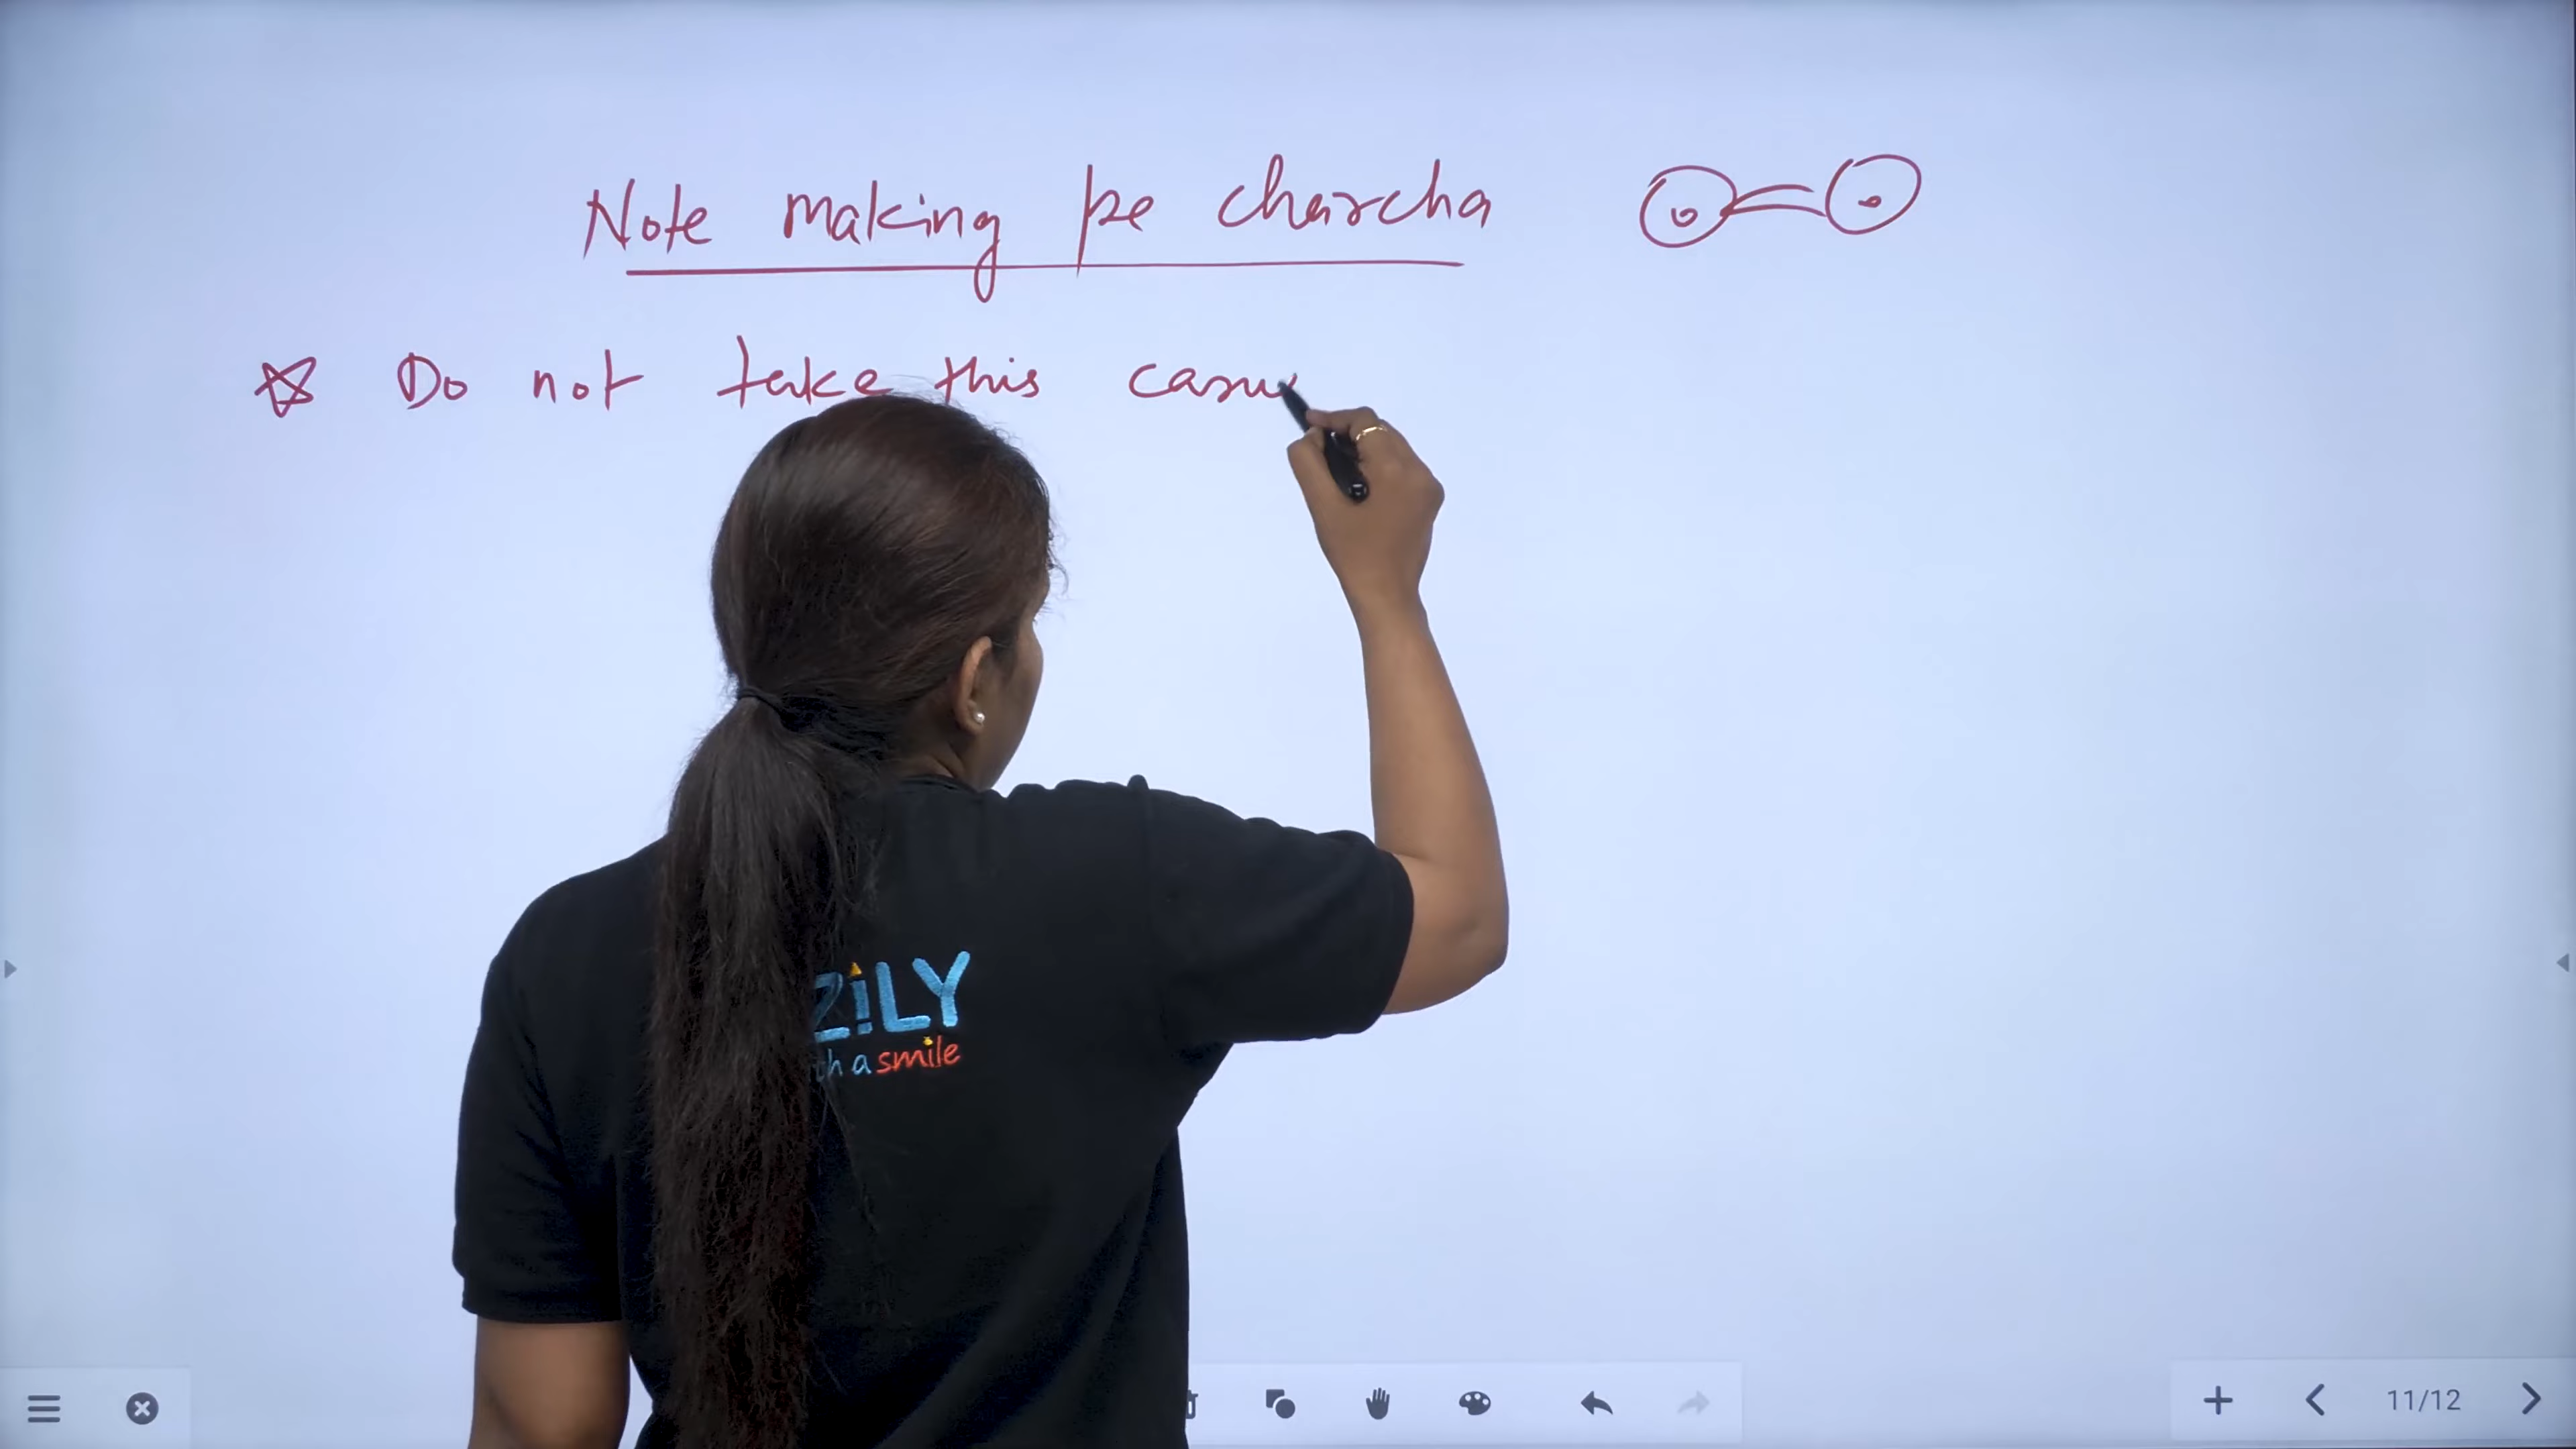 Note making pe charcha
☆ Do not take this casu
ZiLY
th a smile
11/12